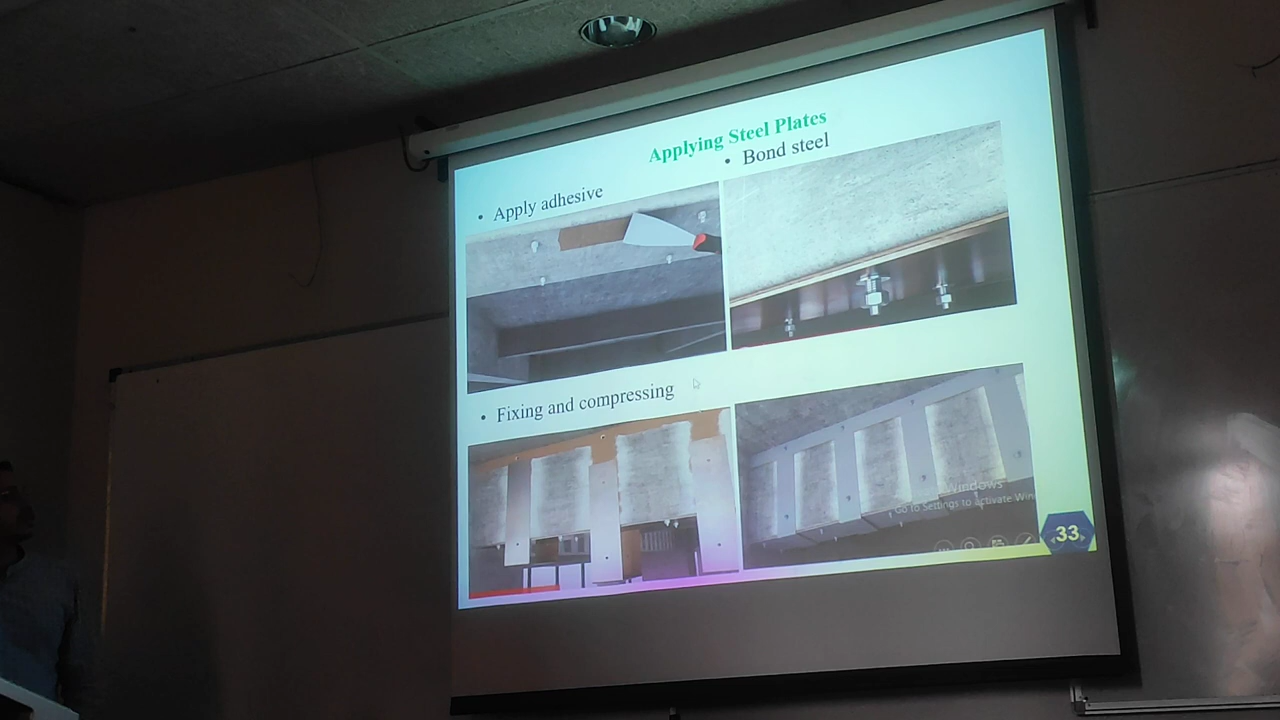 Applying Steel Plates
• Bond steel
• Apply adhesive
• Fixing and compressing
Windows
Go to Settings to activate Win
33